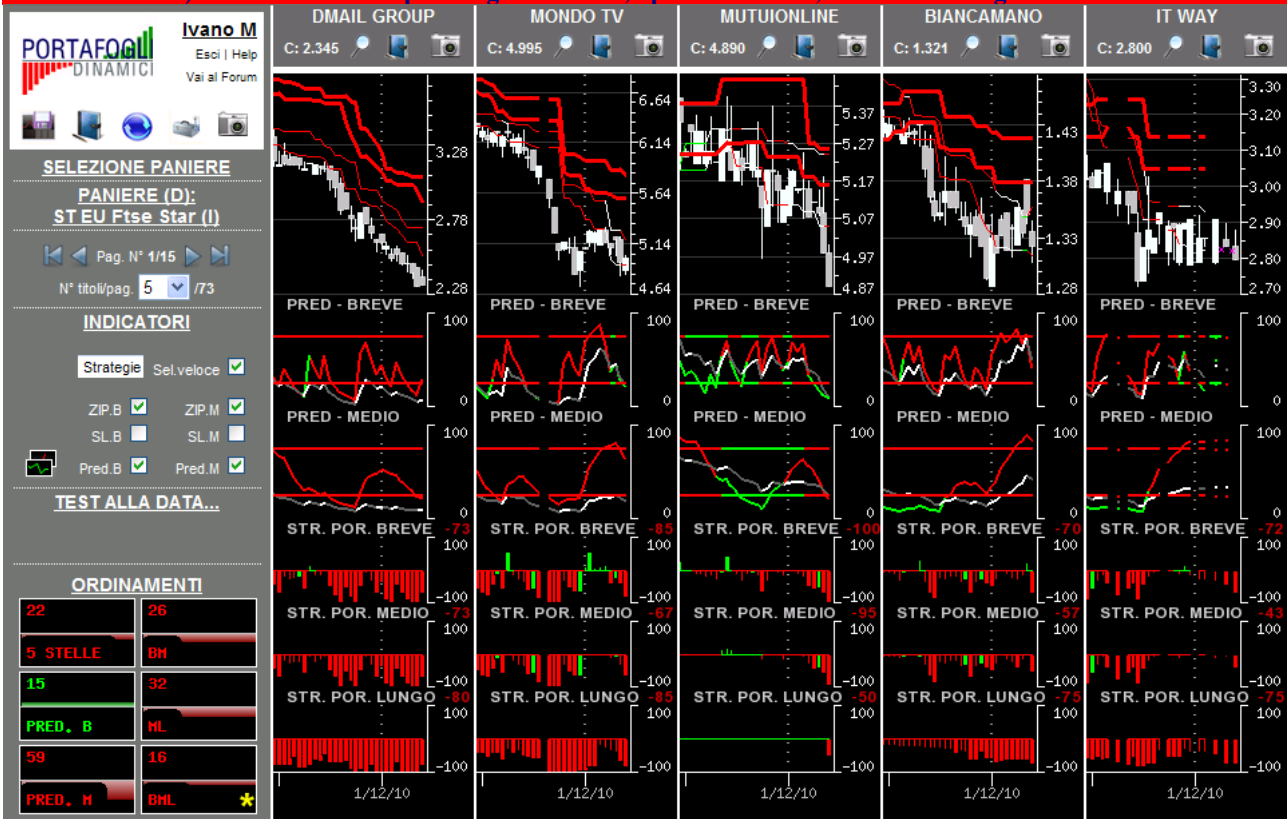 PORTAFOGLI
DINAMICI
Ivano M
Esci | Help
Vai al Forum
SELEZIONE PANIERE
PANIERE (D):
ST EU Ftse Star (I)
Pag. N° 1/15
N° titoli/pag. 5 /73
INDICATORI
Strategie Sel.veloce
ZIP.B ZIP.M
SL.B SL.M
Pred.B Pred.M
TEST ALLA DATA...
ORDINAMENTI
22 26
5 STELLE BM
15 32
PRED. B ML
59 16
PRED. M BML *
DMAIL GROUP
C: 2.345
3.28
2.78
2.28
PRED - BREVE
100
0
PRED - MEDIO
100
0
STR. POR. BREVE -73
100
-100
STR. POR. MEDIO -73
100
-100
STR. POR. LUNGO -80
100
-100
1/12/10
MONDO TV
C: 4.995
6.64
6.14
5.64
5.14
4.64
PRED - BREVE
100
0
PRED - MEDIO
100
0
STR. POR. BREVE -85
100
-100
STR. POR. MEDIO -67
100
-100
STR. POR. LUNGO -85
100
-100
1/12/10
MUTUIONLINE
C: 4.890
5.37
5.27
5.17
5.07
4.97
4.87
PRED - BREVE
100
0
PRED - MEDIO
100
0
STR. POR. BREVE -100
100
-100
STR. POR. MEDIO -95
100
-100
STR. POR. LUNGO -50
100
-100
1/12/10
BIANCAMANO
C: 1.321
1.43
1.38
1.33
1.28
PRED - BREVE
100
0
PRED - MEDIO
100
0
STR. POR. BREVE -70
100
-100
STR. POR. MEDIO -57
100
-100
STR. POR. LUNGO -75
100
-100
1/12/10
IT WAY
C: 2.800
3.30
3.20
3.10
3.00
2.90
2.80
2.70
PRED - BREVE
100
0
PRED - MEDIO
100
0
STR. POR. BREVE -72
100
-100
STR. POR. MEDIO -43
100
-100
STR. POR. LUNGO -75
100
-100
1/12/10